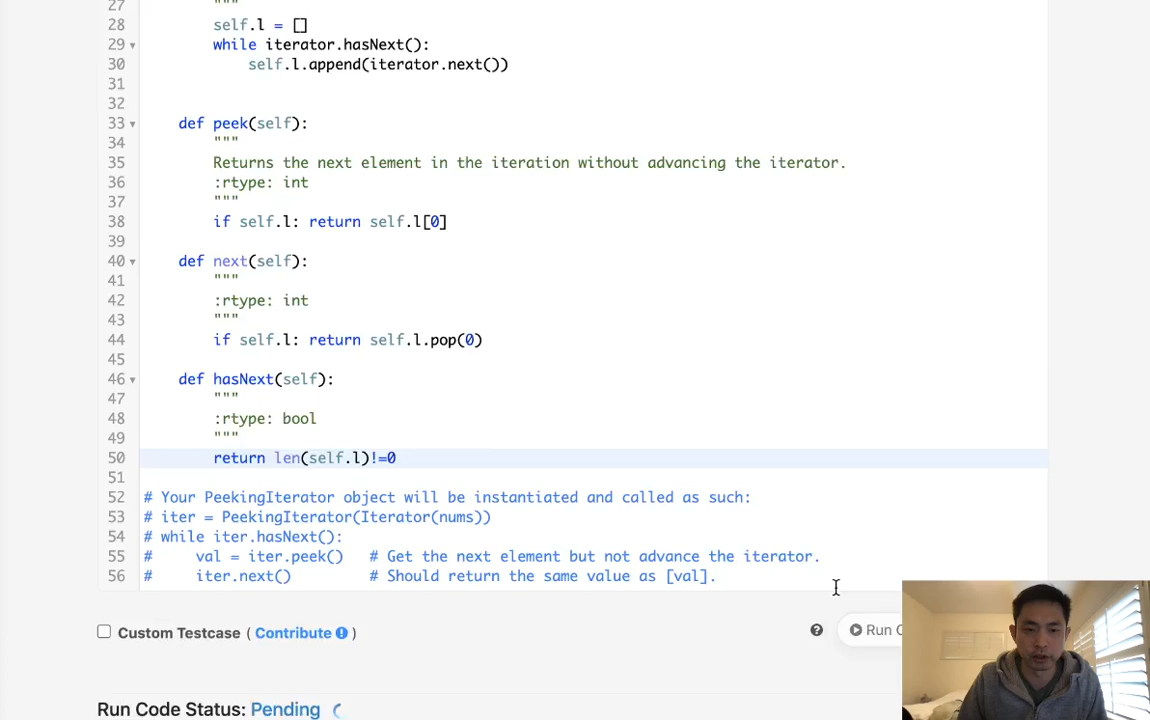 27 """
28 self.l = []
29 while iterator.hasNext():
30 self.l.append(iterator.next())
31
32
33 def peek(self):
34 """
35 Returns the next element in the iteration without advancing the iterator.
36 :rtype: int
37 """
38 if self.l: return self.l[0]
39
40 def next(self):
41 """
42 :rtype: int
43 """
44 if self.l: return self.l.pop(0)
45
46 def hasNext(self):
47 """
48 :rtype: bool
49 """
50 return len(self.l)!=0
51
52 # Your PeekingIterator object will be instantiated and called as such:
53 # iter = PeekingIterator(Iterator(nums))
54 # while iter.hasNext():
55 # val = iter.peek() # Get the next element but not advance the iterator.
56 # iter.next() # Should return the same value as [val].
Custom Testcase ( Contribute )
Run
Run Code Status: Pending